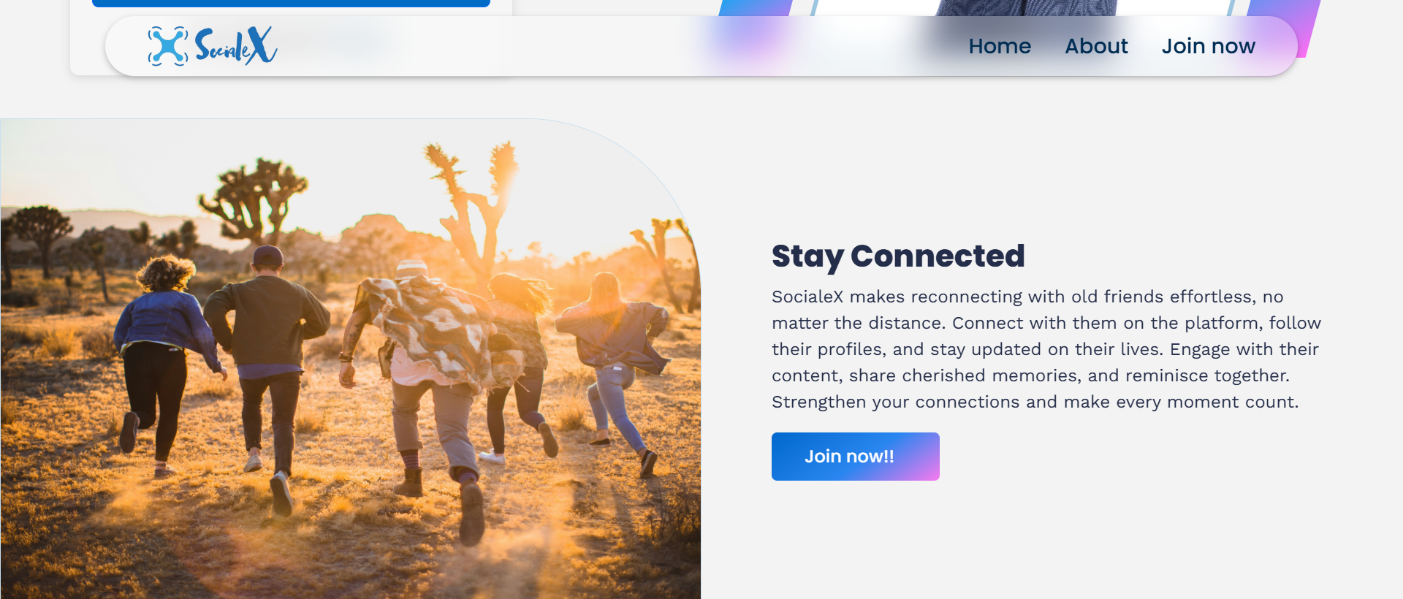 SocialeX
Home About Join now
Stay Connected
SocialeX makes reconnecting with old friends effortless, no
matter the distance. Connect with them on the platform, follow
their profiles, and stay updated on their lives. Engage with their
content, share cherished memories, and reminisce together.
Strengthen your connections and make every moment count.
Join now!!